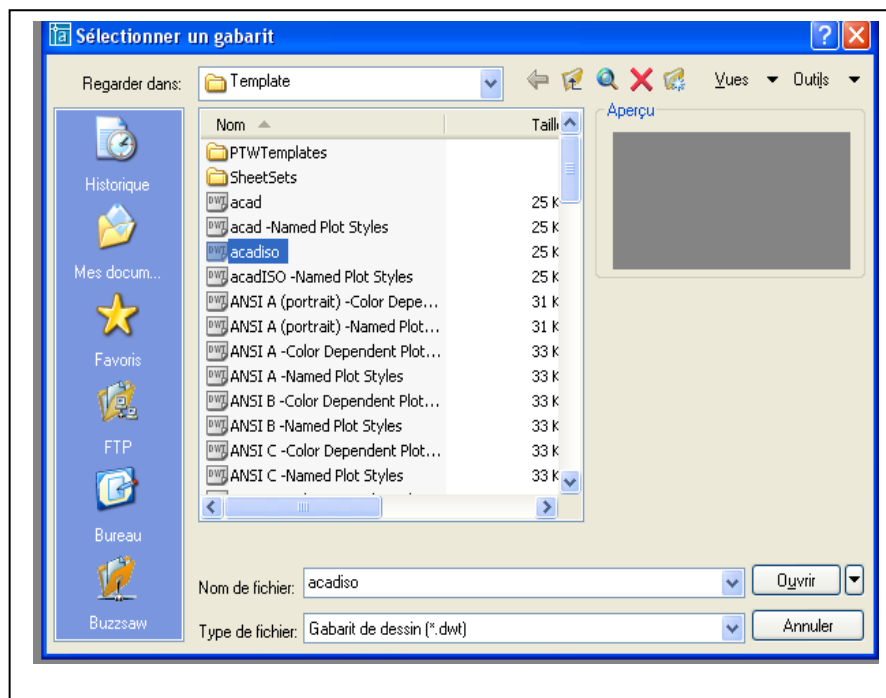 Sélectionner un gabarit
Regarder dans: Template Vues Outils
Nom Taill
Aperçu
PTWTemplates
SheetSets
acad 25 K
acad -Named Plot Styles 25 K
acadiso 25 K
acadISO -Named Plot Styles 25 K
ANSI A (portrait) -Color Depe... 31 K
ANSI A (portrait) -Named Plot... 31 K
ANSI A -Color Dependent Plot... 33 K
ANSI A -Named Plot Styles 33 K
ANSI B -Color Dependent Plot... 33 K
ANSI B -Named Plot Styles 33 K
ANSI C -Color Dependent Plot... 33 K
ANSI C -Named Plot Styles 33 K
Historique
Mes docum...
Favoris
FTP
Bureau
Buzzsaw
Nom de fichier: acadiso Ouvrir
Type de fichier: Gabarit de dessin (*.dwt) Annuler